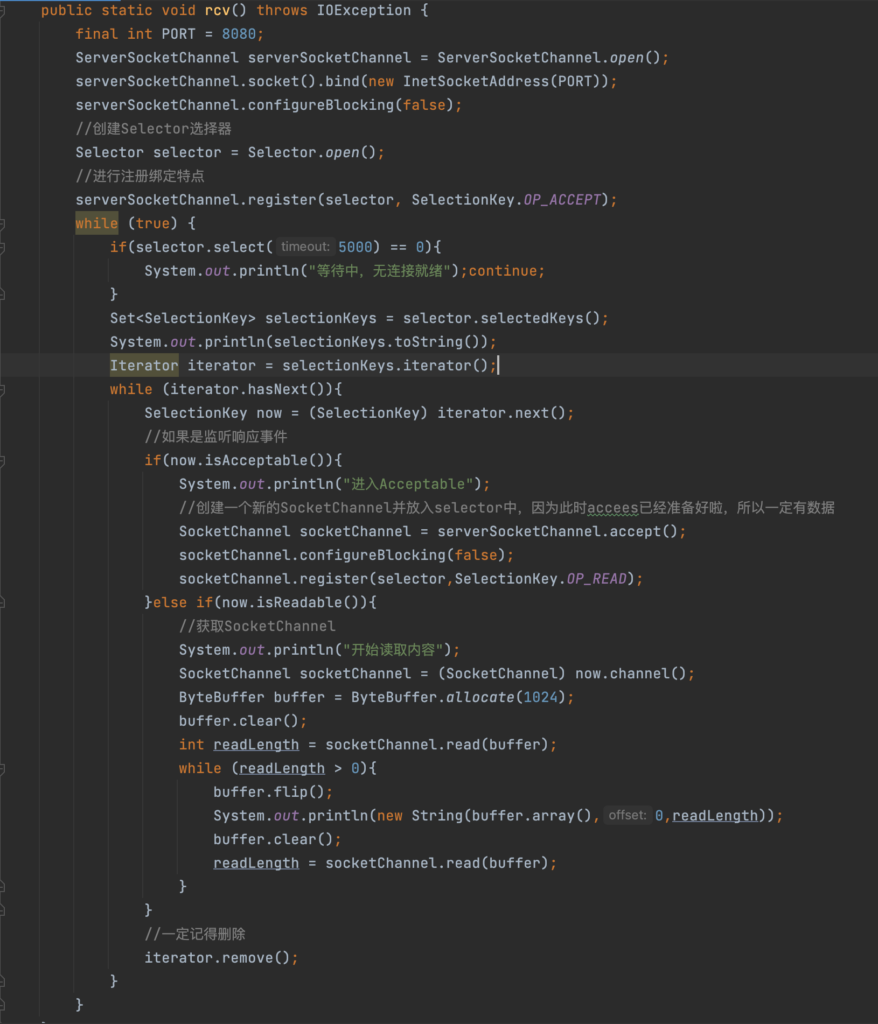 public static void rcv() throws IOException {
final int PORT = 8080;
ServerSocketChannel serverSocketChannel = ServerSocketChannel.open();
serverSocketChannel.socket().bind(new InetSocketAddress(PORT));
serverSocketChannel.configureBlocking(false);
//创建Selector选择器
Selector selector = Selector.open();
//进行注册绑定特点
serverSocketChannel.register(selector, SelectionKey.OP_ACCEPT);
while (true) {
if(selector.select( timeout: 5000) == 0){
System.out.println("等待中，无连接就绪");continue;
}
Set<SelectionKey> selectionKeys = selector.selectedKeys();
System.out.println(selectionKeys.toString());
Iterator iterator = selectionKeys.iterator();
while (iterator.hasNext()){
SelectionKey now = (SelectionKey) iterator.next();
//如果是监听响应事件
if(now.isAcceptable()){
System.out.println("进入Acceptable");
//创建一个新的SocketChannel并放入selector中，因为此时accees已经准备好啦，所以一定有数据
SocketChannel socketChannel = serverSocketChannel.accept();
socketChannel.configureBlocking(false);
socketChannel.register(selector,SelectionKey.OP_READ);
}else if(now.isReadable()){
//获取SocketChannel
System.out.println("开始读取内容");
SocketChannel socketChannel = (SocketChannel) now.channel();
ByteBuffer buffer = ByteBuffer.allocate(1024);
buffer.clear();
int readLength = socketChannel.read(buffer);
while (readLength > 0){
buffer.flip();
System.out.println(new String(buffer.array(), offset: 0,readLength));
buffer.clear();
readLength = socketChannel.read(buffer);
}
}
//一定记得删除
iterator.remove();
}
}